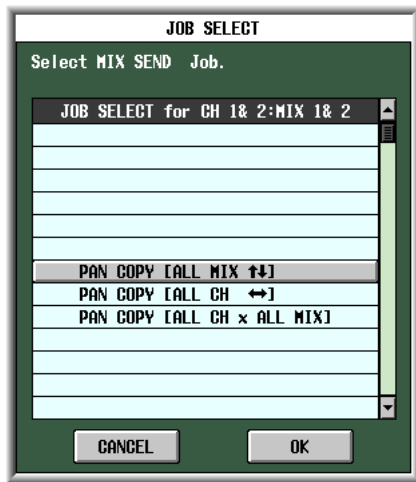 JOB SELECT
Select MIX SEND Job.
JOB SELECT for CH 1& 2:MIX 1& 2
PAN COPY [ALL MIX ⬆⬇]
PAN COPY [ALL CH ↔]
PAN COPY [ALL CH x ALL MIX]
CANCEL OK